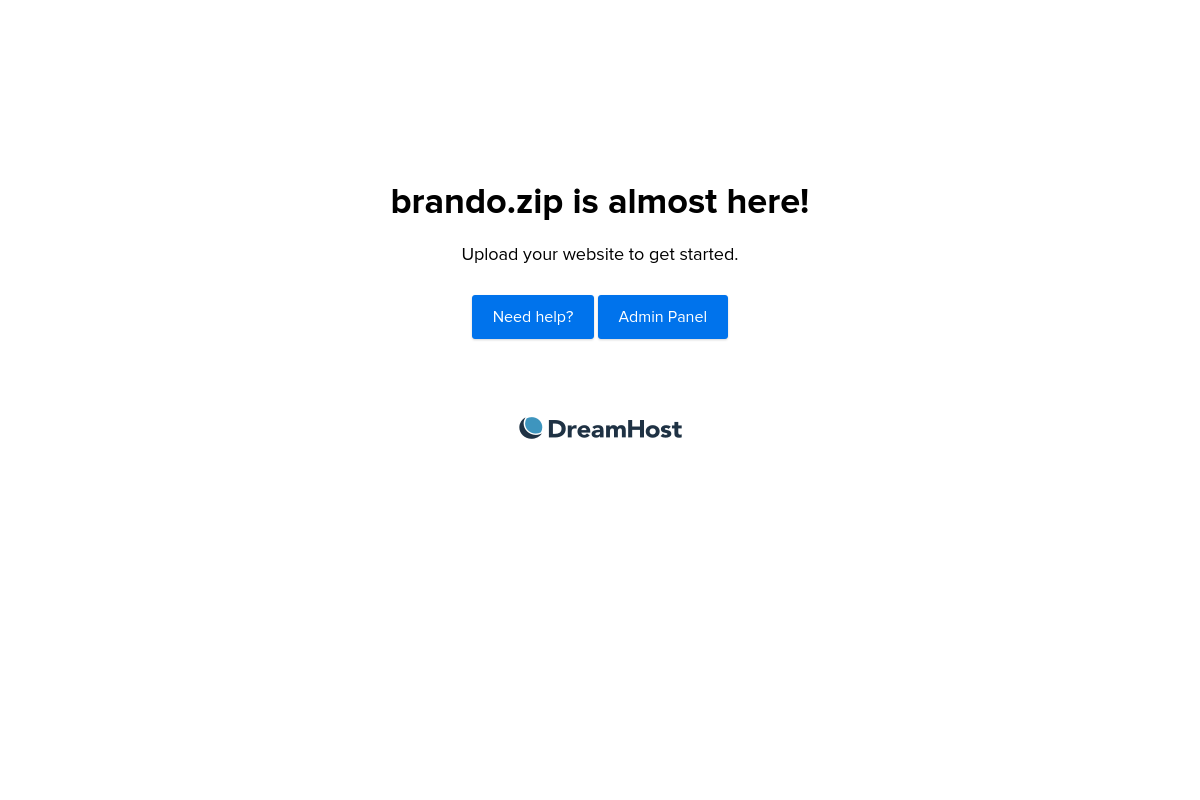 brando.zip is almost here!
Upload your website to get started.
Need help? Admin Panel
DreamHost